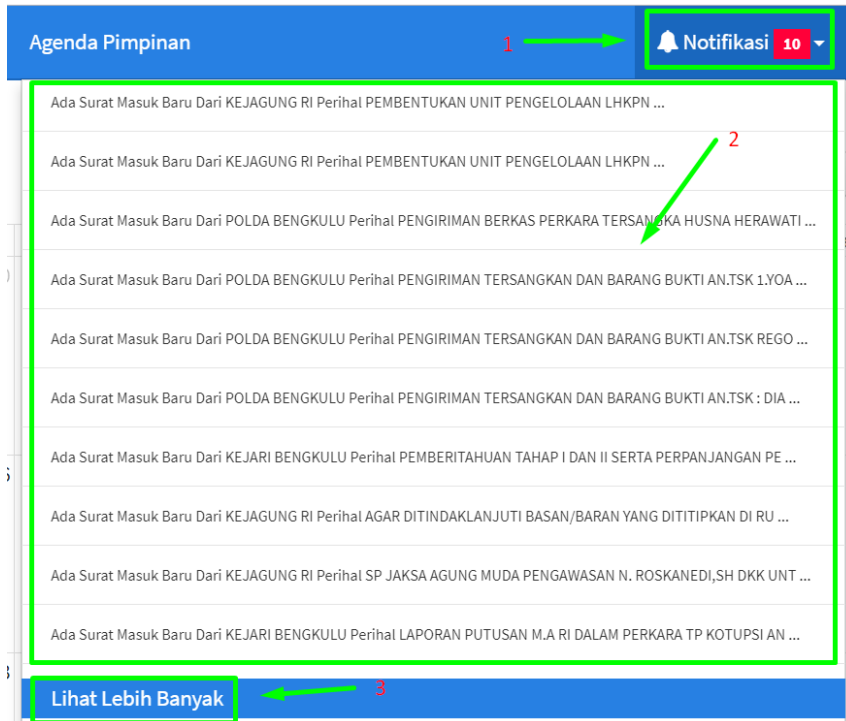 Agenda Pimpinan
1
Notifikasi 10
Ada Surat Masuk Baru Dari KEJAGUNG RI Perihal PEMBENTUKAN UNIT PENGELOLAAN LHKPN ...
2
Ada Surat Masuk Baru Dari KEJAGUNG RI Perihal PEMBENTUKAN UNIT PENGELOLAAN LHKPN ...
Ada Surat Masuk Baru Dari POLDA BENGKULU Perihal PENGIRIMAN BERKAS PERKARA TERSANGKA HUSNA HERAWATI ...
Ada Surat Masuk Baru Dari POLDA BENGKULU Perihal PENGIRIMAN TERSANGKAN DAN BARANG BUKTI AN.TSK 1.YOA ...
Ada Surat Masuk Baru Dari POLDA BENGKULU Perihal PENGIRIMAN TERSANGKAN DAN BARANG BUKTI AN.TSK REGO ...
Ada Surat Masuk Baru Dari POLDA BENGKULU Perihal PENGIRIMAN TERSANGKAN DAN BARANG BUKTI AN.TSK : DIA ...
Ada Surat Masuk Baru Dari KEJARI BENGKULU Perihal PEMBERITAHUAN TAHAP I DAN II SERTA PERPANJANGAN PE ...
Ada Surat Masuk Baru Dari KEJAGUNG RI Perihal AGAR DITINDAKLANJUTI BASAN/BARAN YANG DITITIPKAN DI RU ...
Ada Surat Masuk Baru Dari KEJAGUNG RI Perihal SP JAKSA AGUNG MUDA PENGAWASAN N. ROSKANEDI,SH DKK UNT ...
Ada Surat Masuk Baru Dari KEJARI BENGKULU Perihal LAPORAN PUTUSAN M.A RI DALAM PERKARA TP KOTUPSI AN ...
Lihat Lebih Banyak
3